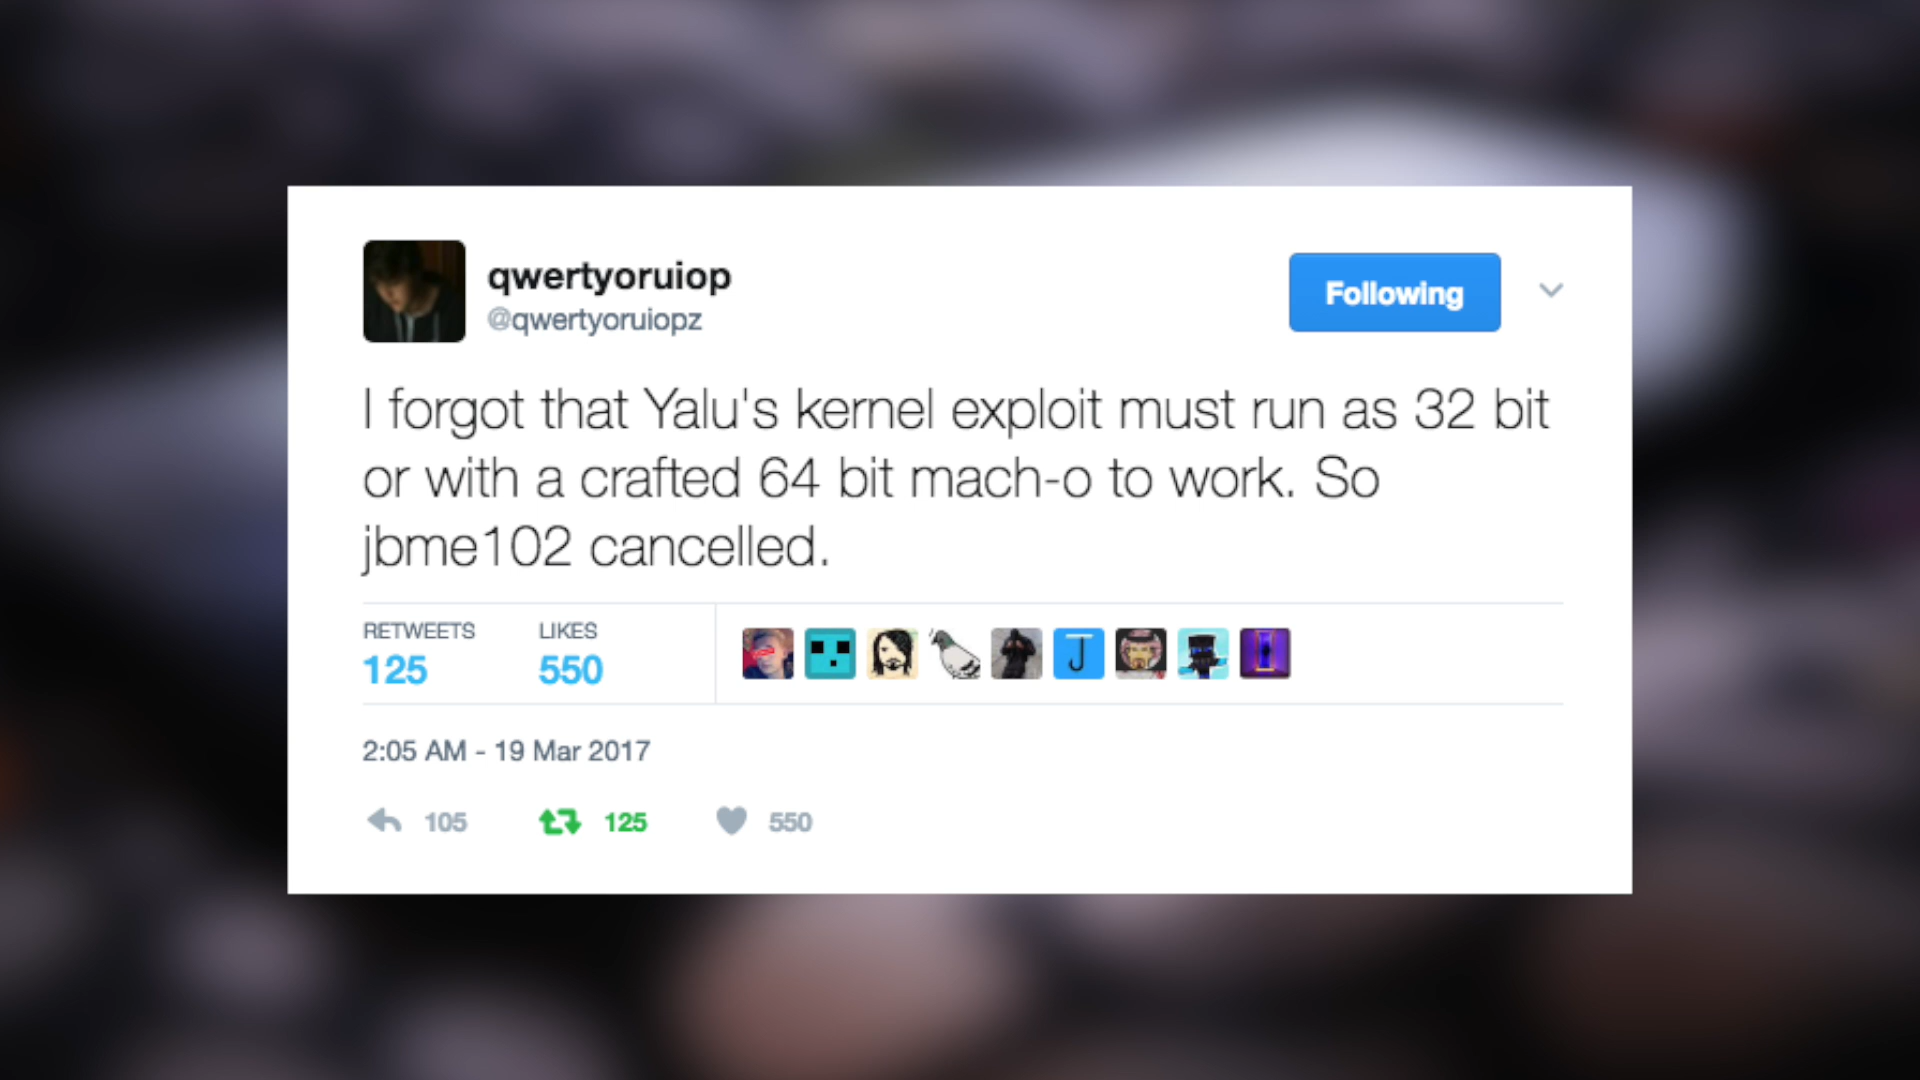 qwertyoruiop
@qwertyoruiopz
Following
I forgot that Yalu's kernel exploit must run as 32 bit
or with a crafted 64 bit mach-o to work. So
jbme102 cancelled.
RETWEETS LIKES
125 550
J
2:05 AM - 19 Mar 2017
105 125 550